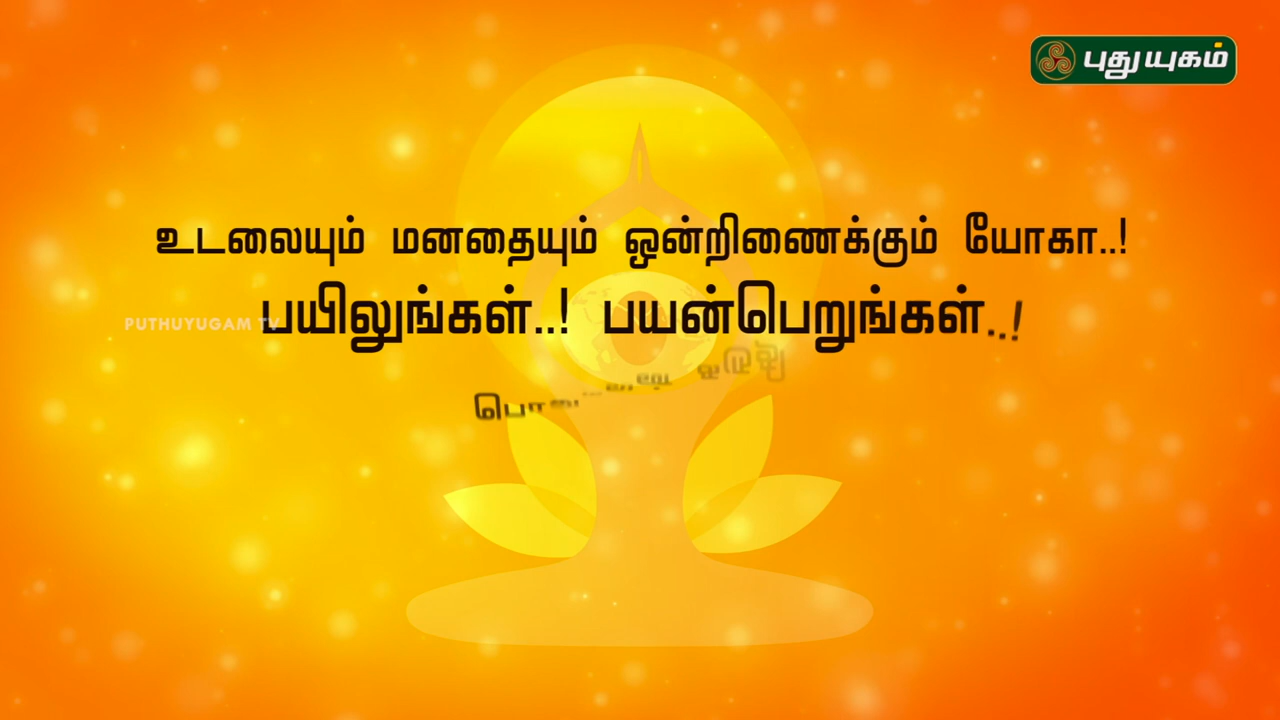 புதுயுகம்
உடலையும் மனதையும் ஒன்றிணைக்கும் யோகா..!
PUTHUYUGAM TV
பயிலுங்கள்..! பயன்பெறுங்கள்..!